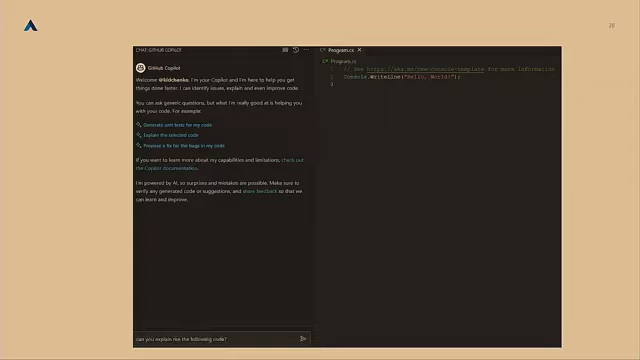 28
CHAT: GITHUB COPILOT
GitHub Copilot
Welcome @kldchenko, I'm your Copilot and I'm here to help you get
things done faster. I can identify issues, explain and even improve code.
You can ask generic questions, but what I'm really good at is helping you
with your code. For example:
Generate unit tests for my code
Explain the selected code
Propose a fix for the bugs in my code
If you want to learn more about my capabilities and limitations, check out
the Copilot documentation.
I'm powered by AI, so surprises and mistakes are possible. Make sure to
verify any generated code or suggestions, and share feedback so that we
can learn and improve.
can you explain me the following code?
C# Program.cs ×
C# Program.cs
1 // See https://aka.ms/new-console-template for more information
2 Console.WriteLine("Hello, World!");
3